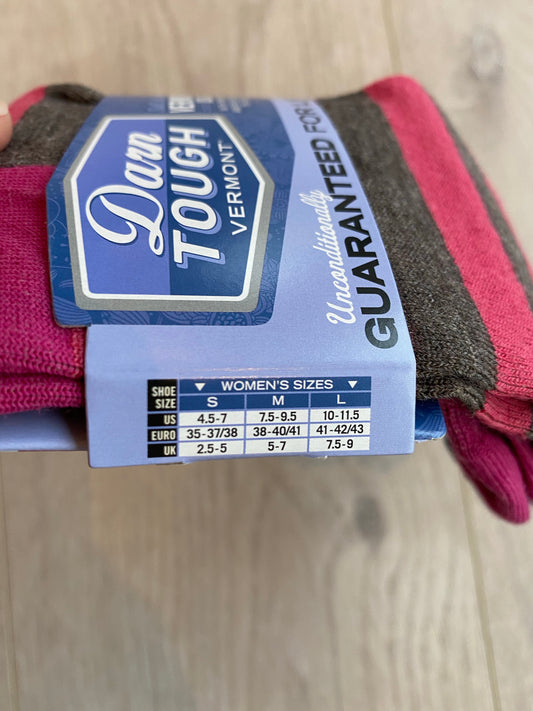 Darn
TOUGH
VERMONT
Unconditionally
GUARANTEED FOR
SHOE SIZE ▼ WOMEN'S SIZES ▼
S M L
US 4.5-7 7.5-9.5 10-11.5
EURO 35-37/38 38-40/41 41-42/43
UK 2.5-5 5-7 7.5-9